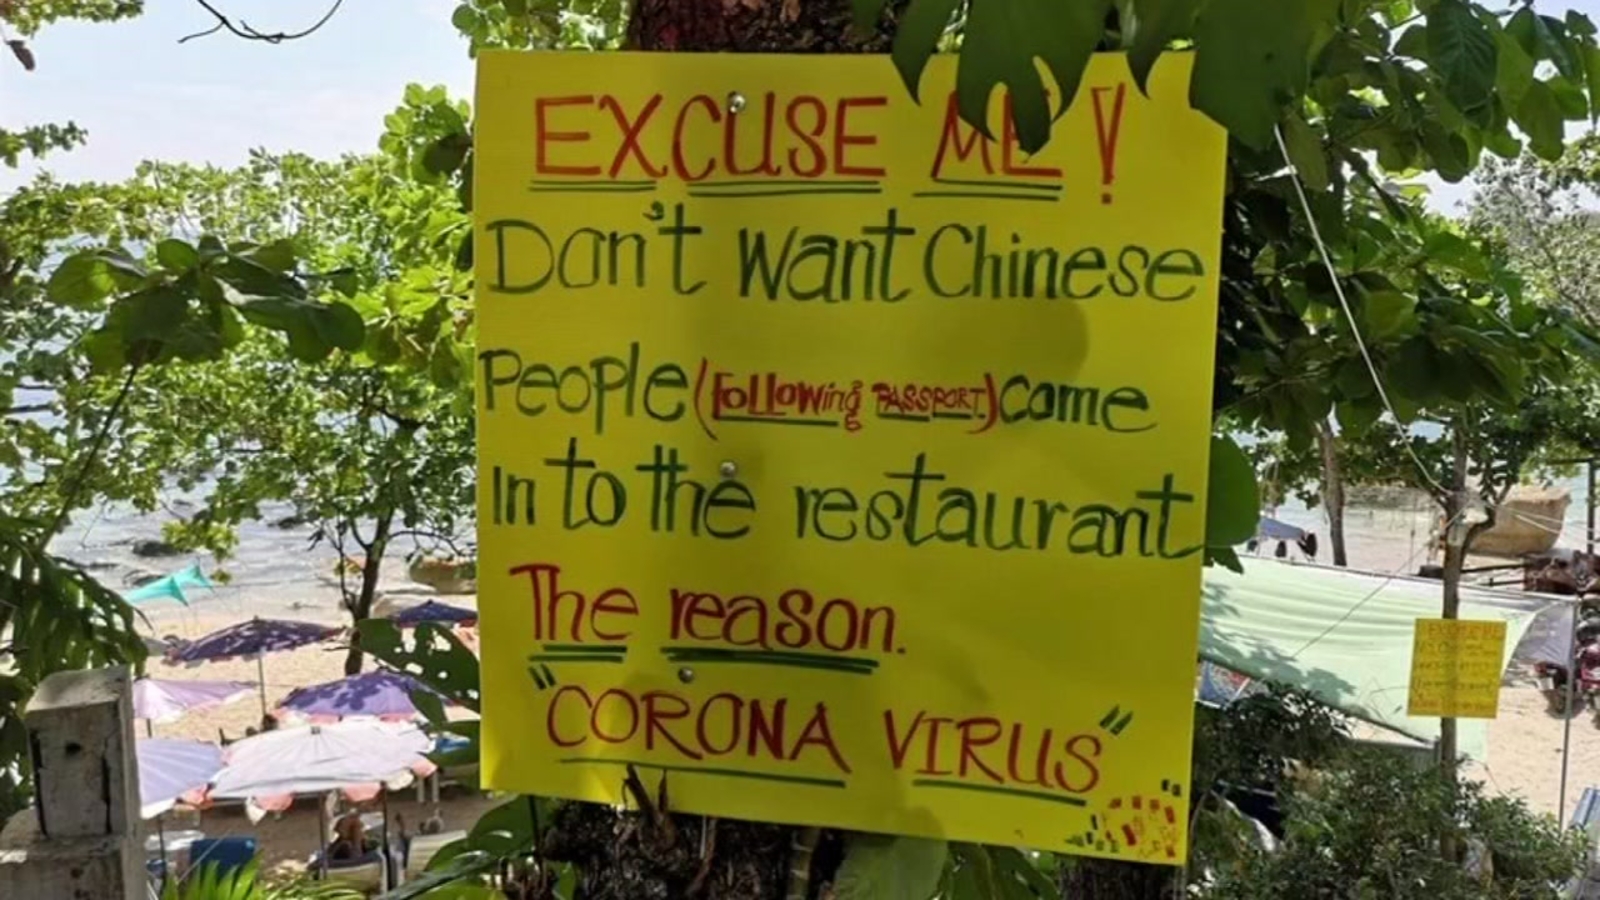 EXCUSE ME!
Don't want Chinese
People (Following PASSPORT) come
In to the restaurant
The reason.
"CORONA VIRUS"